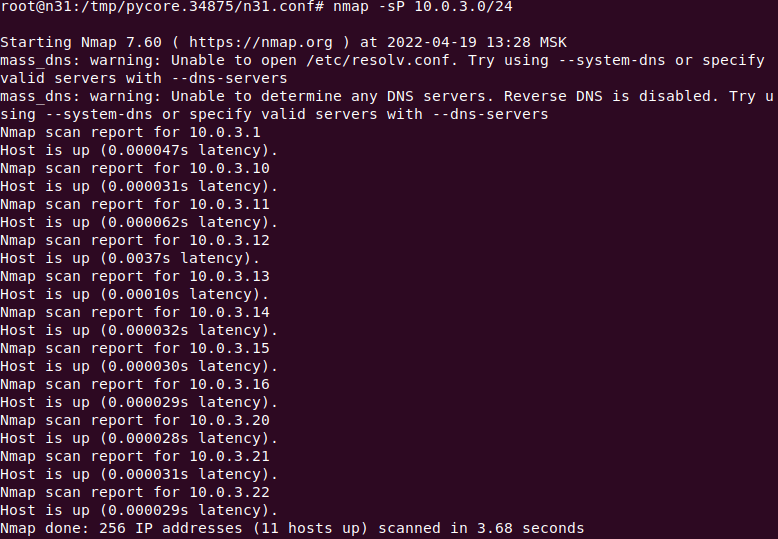 root@n31:/tmp/pycore.34875/n31.conf# nmap -sP 10.0.3.0/24
Starting Nmap 7.60 ( https://nmap.org ) at 2022-04-19 13:28 MSK
mass_dns: warning: Unable to open /etc/resolv.conf. Try using --system-dns or specify
valid servers with --dns-servers
mass_dns: warning: Unable to determine any DNS servers. Reverse DNS is disabled. Try u
sing --system-dns or specify valid servers with --dns-servers
Nmap scan report for 10.0.3.1
Host is up (0.000047s latency).
Nmap scan report for 10.0.3.10
Host is up (0.000031s latency).
Nmap scan report for 10.0.3.11
Host is up (0.000062s latency).
Nmap scan report for 10.0.3.12
Host is up (0.0037s latency).
Nmap scan report for 10.0.3.13
Host is up (0.00010s latency).
Nmap scan report for 10.0.3.14
Host is up (0.000032s latency).
Nmap scan report for 10.0.3.15
Host is up (0.000030s latency).
Nmap scan report for 10.0.3.16
Host is up (0.000029s latency).
Nmap scan report for 10.0.3.20
Host is up (0.000028s latency).
Nmap scan report for 10.0.3.21
Host is up (0.000031s latency).
Nmap scan report for 10.0.3.22
Host is up (0.000029s latency).
Nmap done: 256 IP addresses (11 hosts up) scanned in 3.68 seconds